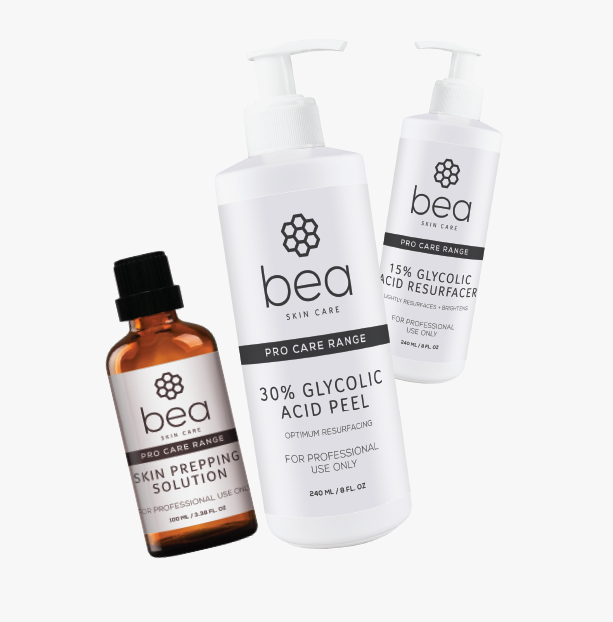 bea
SKIN CARE
PRO CARE RANGE
SKIN PREPPING
SOLUTION
FOR PROFESSIONAL USE ONLY
100 ML / 3.38 FL. OZ
bea
SKIN CARE
PRO CARE RANGE
30% GLYCOLIC
ACID PEEL
OPTIMUM RESURFACING
FOR PROFESSIONAL
USE ONLY
240 ML / 8 FL. OZ
bea
SKIN CARE
PRO CARE RANGE
15% GLYCOLIC
ACID RESURFACER
LIGHTLY RESURFACES + BRIGHTENS
FOR PROFESSIONAL
USE ONLY
240 ML / 8 FL. OZ